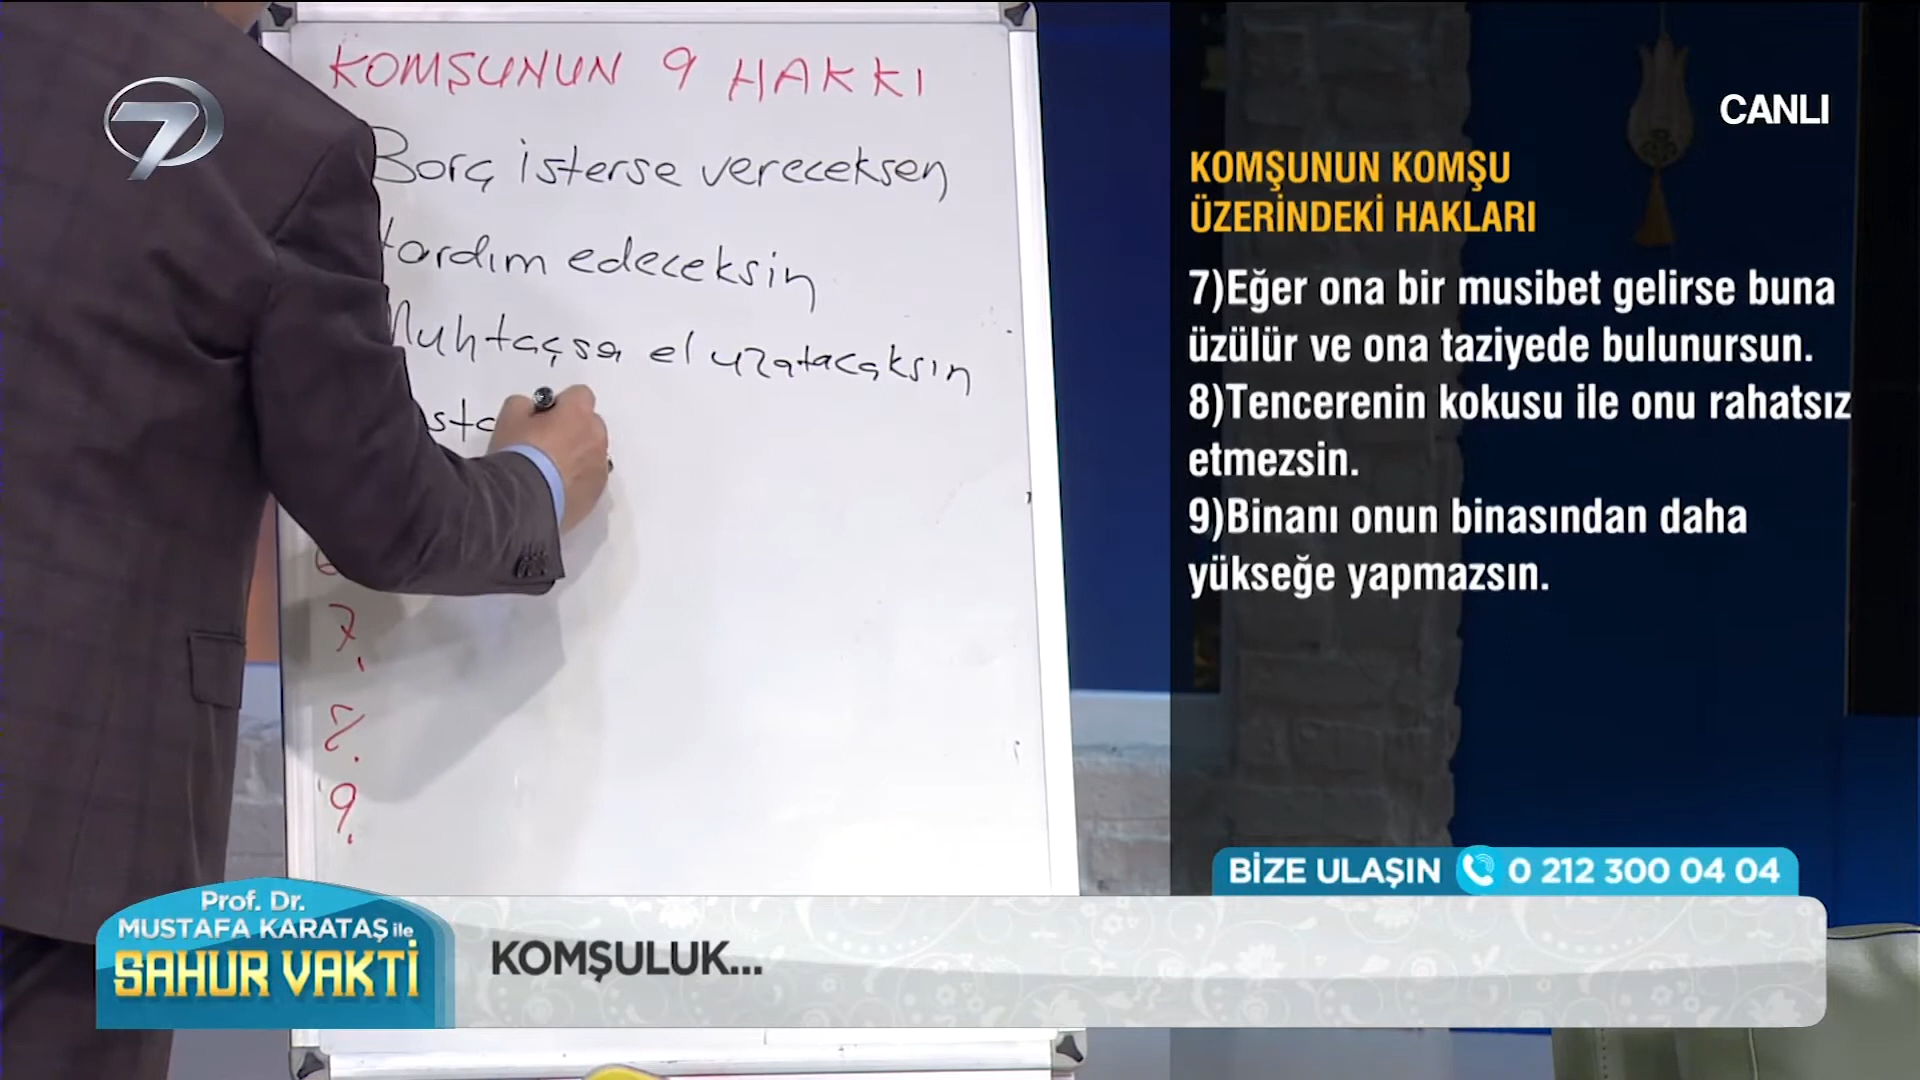 KOMŞUNUN 9 HAKKI
Borç isterse vereceksen
edeceksin
Muhtaçsa el uzatacaksın
7.
8.
9.
7
CANLI
KOMŞUNUN KOMŞU
ÜZERİNDEKİ HAKLARI
7)Eğer ona bir musibet gelirse buna
üzülür ve ona taziyede bulunursun.
8)Tencerenin kokusu ile onu rahatsız
etmezsin.
9)Binanı onun binasından daha
yükseğe yapmazsın.
BİZE ULAŞIN 0 212 300 04 04
Prof. Dr.
MUSTAFA KARATAŞ ile
SAHUR VAKTİ
KOMŞULUK...